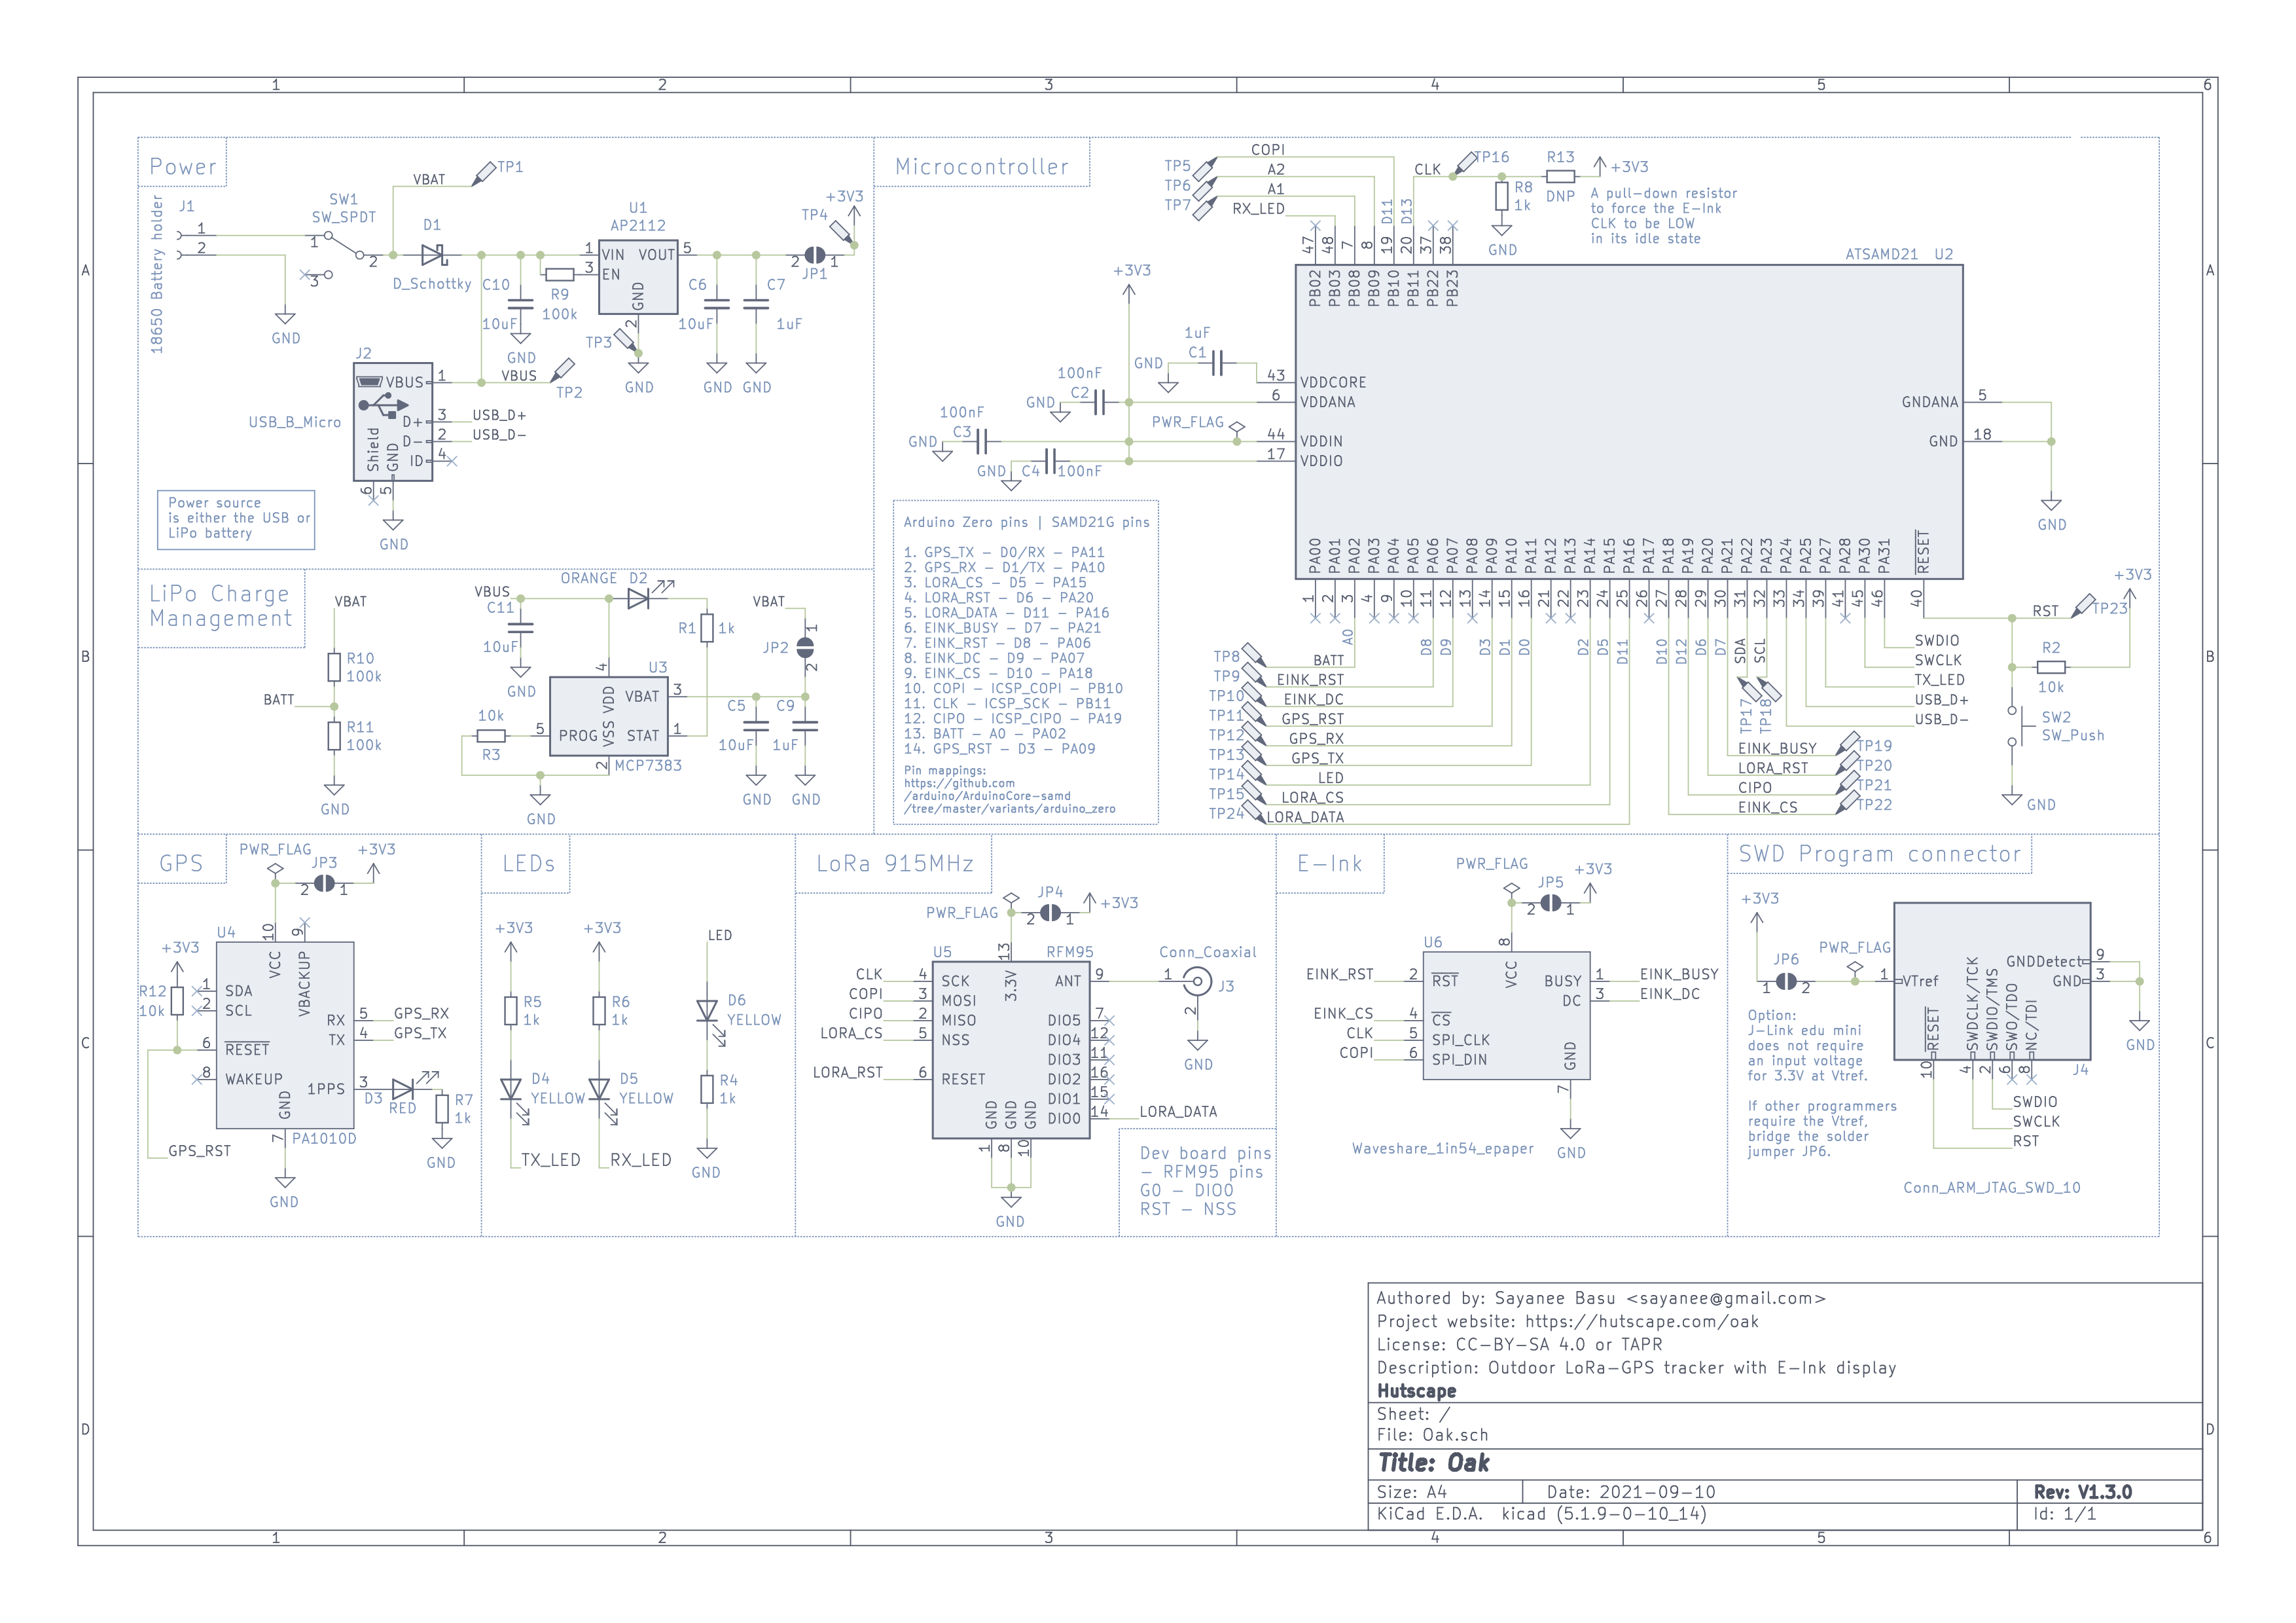 1 2 3 4 5 6
A
B
C
D
Power
TP1
VBAT
18650 Battery holder
J1
1
2
SW1
SW_SPDT
1
2
3
GND
D1
D_Schottky
C10
10uF
GND
R9
100k
U1
AP2112
1 VIN VOUT 5
3 EN
GND
2
TP3
GND
C6
10uF
GND
C7
1uF
GND
+3V3
TP4
2 JP1 1
J2
USB_B_Micro
VBUS 1
VBUS
TP2
D+ 3 USB_D+
D- 2 USB_D-
ID 4
Shield
GND
6 5
GND
Power source
is either the USB or
LiPo battery
LiPo Charge
Management
VBAT
R10
100k
BATT
R11
100k
GND
VBUS
ORANGE D2
C11
10uF
GND
R1 1k
VBAT
JP2
1
2
U3
4
VDD
VBAT 3
5 PROG
VSS
STAT 1
2
MCP7383
10k
R3
GND
C5
10uF
GND
C9
1uF
GND
Microcontroller
TP5 COPI
TP6 A2
TP7 A1
RX_LED
D11
D13
CLK
TP16
R8
1k
GND
R13
DNP
+3V3
A pull-down resistor
to force the E-Ink
CLK to be LOW
in its idle state
ATSAMD21 U2
47 48 7 8 19 20 37 38
PB02 PB03 PB08 PB09 PB10 PB11 PB22 PB23
+3V3
1uF
GND C1
43 VDDCORE
100nF
GND C2
6 VDDANA
PWR_FLAG
100nF
GND C3
44 VDDIN
GND C4 100nF
17 VDDIO
GNDANA 5
GND 18
GND
PA00 PA01 PA02 PA03 PA04 PA05 PA06 PA07 PA08 PA09 PA10 PA11 PA12 PA13 PA14 PA15 PA16 PA17 PA18 PA19 PA20 PA21 PA22 PA23 PA24 PA25 PA27 PA28 PA30 PA31 RESET
1 2 3 4 9 10 11 12 13 14 15 16 21 22 23 24 25 26 27 28 29 30 31 32 33 34 39 41 45 46 40
A0 D8 D9 D3 D1 D0 D2 D5 D11 D10 D12 D6 D7 SDA SCL
Arduino Zero pins | SAMD21G pins
1. GPS_TX - D0/RX - PA11
2. GPS_RX - D1/TX - PA10
3. LORA_CS - D5 - PA15
4. LORA_RST - D6 - PA20
5. LORA_DATA - D11 - PA16
6. EINK_BUSY - D7 - PA21
7. EINK_RST - D8 - PA06
8. EINK_DC - D9 - PA07
9. EINK_CS - D10 - PA18
10. COPI - ICSP_COPI - PB10
11. CLK - ICSP_SCK - PB11
12. CIPO - ICSP_CIPO - PA19
13. BATT - A0 - PA02
14. GPS_RST - D3 - PA09
Pin mappings:
https://github.com
/arduino/ArduinoCore-samd
/tree/master/variants/arduino_zero
TP8 BATT
TP9 EINK_RST
TP10 EINK_DC
TP11 GPS_RST
TP12 GPS_RX
TP13 GPS_TX
TP14 LED
TP15 LORA_CS
TP24 LORA_DATA
TP17 TP18
EINK_BUSY TP19
LORA_RST TP20
CIPO TP21
EINK_CS TP22
SWDIO
SWCLK
TX_LED
USB_D+
USB_D-
+3V3
RST TP23
R2
10k
SW2
SW_Push
GND
GPS
PWR_FLAG
JP3
2 1
+3V3
U4
10 9
VCC VBACKUP
+3V3
R12
10k
1 SDA
2 SCL
6 RESET
8 WAKEUP
RX 5 GPS_RX
TX 4 GPS_TX
1PPS 3
D3 RED
R7
1k
GND
GND
7
PA1010D
GPS_RST
GND
LEDs
+3V3
R5
1k
D4
YELLOW
TX_LED
+3V3
R6
1k
D5
YELLOW
RX_LED
LED
D6
YELLOW
R4
1k
GND
LoRa 915MHz
PWR_FLAG
JP4
2 1
+3V3
U5 RFM95
13
3.3V
CLK 4 SCK
COPI 3 MOSI
CIPO 2 MISO
LORA_CS 5 NSS
LORA_RST 6 RESET
ANT 9
DIO5 7
DIO4 12
DIO3 11
DIO2 16
DIO1 15
DIO0 14 LORA_DATA
GND GND GND
1 8 10
GND
Conn_Coaxial
1
J3
2
GND
Dev board pins
- RFM95 pins
G0 - DIO0
RST - NSS
E-Ink
PWR_FLAG
JP5
2 1
+3V3
U6
8
VCC
EINK_RST 2 RST
EINK_CS 4 CS
CLK 5 SPI_CLK
COPI 6 SPI_DIN
BUSY 1 EINK_BUSY
DC 3 EINK_DC
GND
7
GND
Waveshare_1in54_epaper
SWD Program connector
+3V3
JP6
1 2
PWR_FLAG
1 VTref
GNDDetect 9
GND 3
GND
RESET SWDCLK/TCK SWDIO/TMS SWO/TDO NC/TDI
10 4 2 6 8
J4
SWDIO
SWCLK
RST
Conn_ARM_JTAG_SWD_10
Option:
J-Link edu mini
does not require
an input voltage
for 3.3V at Vtref.
If other programmers
require the Vtref,
bridge the solder
jumper JP6.
Authored by: Sayanee Basu <sayanee@gmail.com>
Project website: https://hutscape.com/oak
License: CC-BY-SA 4.0 or TAPR
Description: Outdoor LoRa-GPS tracker with E-Ink display
Hutscape
Sheet: /
File: Oak.sch
Title: Oak
Size: A4 Date: 2021-09-10 Rev: V1.3.0
KiCad E.D.A. kicad (5.1.9-0-10_14) Id: 1/1
A
B
C
D
1 2 3 4 5 6